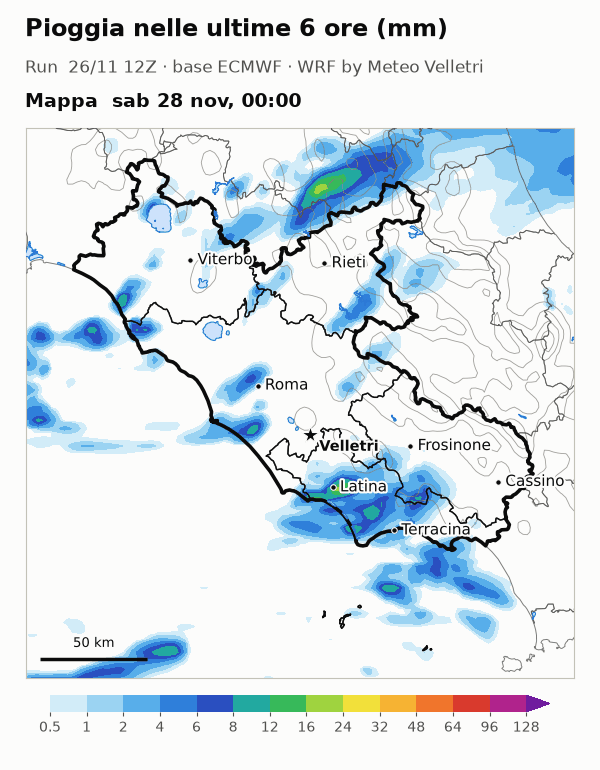 Pioggia nelle ultime 6 ore (mm)
Run  26/11 12Z · base ECMWF · WRF by Meteo Velletri
Mappa  sab 28 nov, 00:00
Viterbo
Rieti
Roma
Velletri
Frosinone
Latina
Cassino
Terracina
50 km
0.5 1 2 4 6 8 12 16 24 32 48 64 96 128